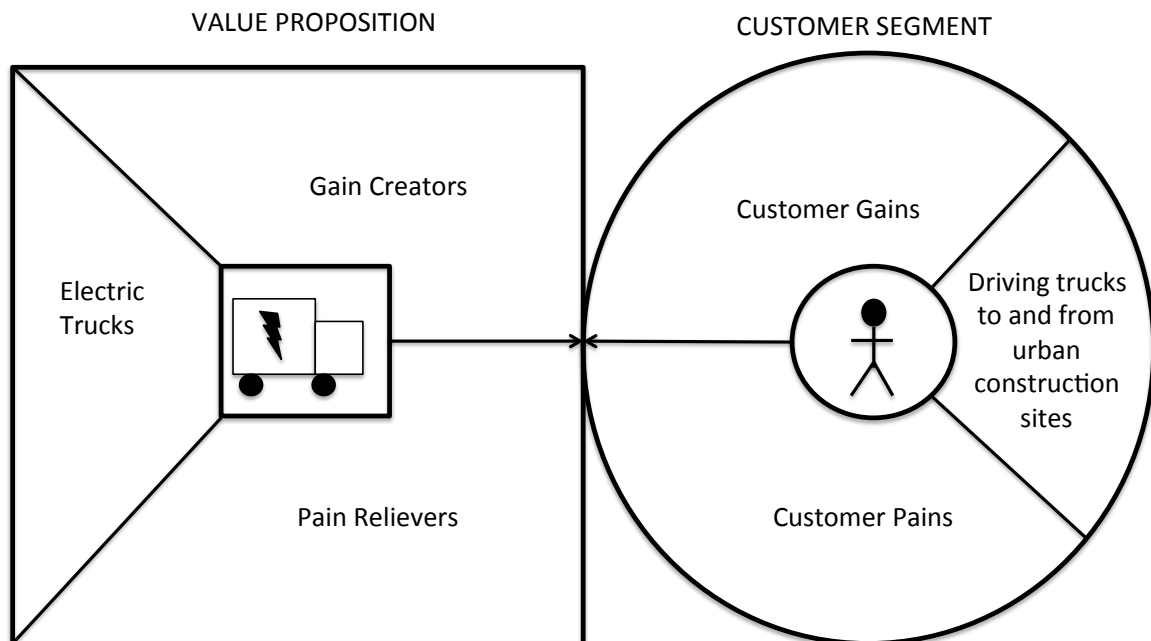 VALUE PROPOSITION
CUSTOMER SEGMENT
Gain Creators
Electric
Trucks
Pain Relievers
Customer Gains
Driving trucks
to and from
urban
construction
sites
Customer Pains